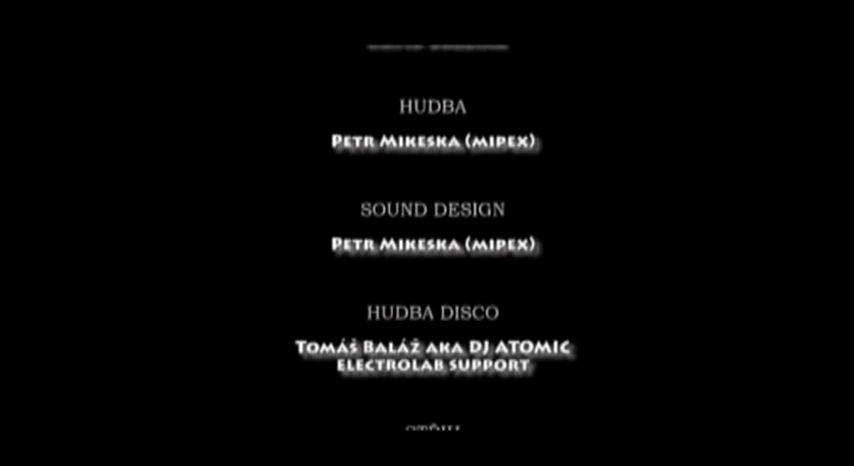 HUDBA
PETR MIKESKA (MIPEX)
SOUND DESIGN
PETR MIKESKA (MIPEX)
HUDBA DISCO
TOMÁŠ BALÁŽ AKA DJ ATOMIC
ELECTROLAB SUPPORT